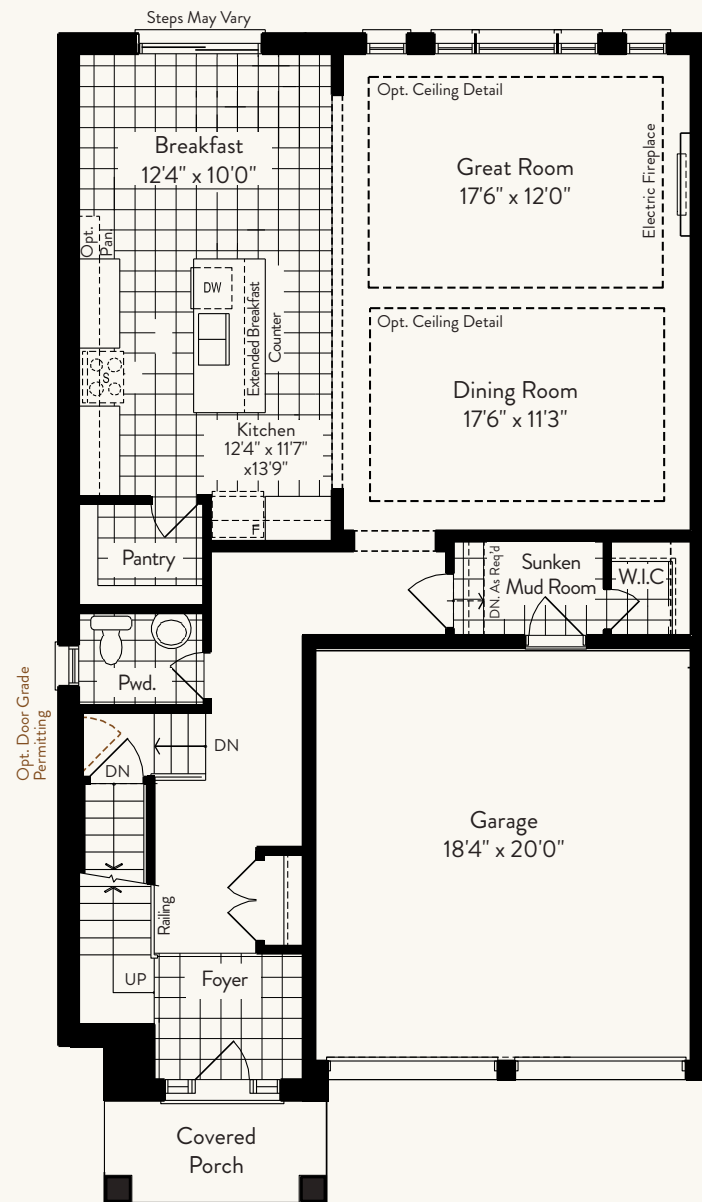 Steps May Vary
Opt. Ceiling Detail
Breakfast
12'4" x 10'0"
Great Room
17'6" x 12'0"
Electric Fireplace
Opt.
Pan.
DW
Extended Breakfast
Counter
Opt. Ceiling Detail
S
Dining Room
17'6" x 11'3"
Kitchen
12'4" x 11'7"
x13'9"
F
Pantry
DN. As Req'd
Sunken
Mud Room
W.I.C
Pwd.
Opt. Door Grade
Permitting
DN
DN
Garage
18'4" x 20'0"
Railing
UP
Foyer
Covered
Porch